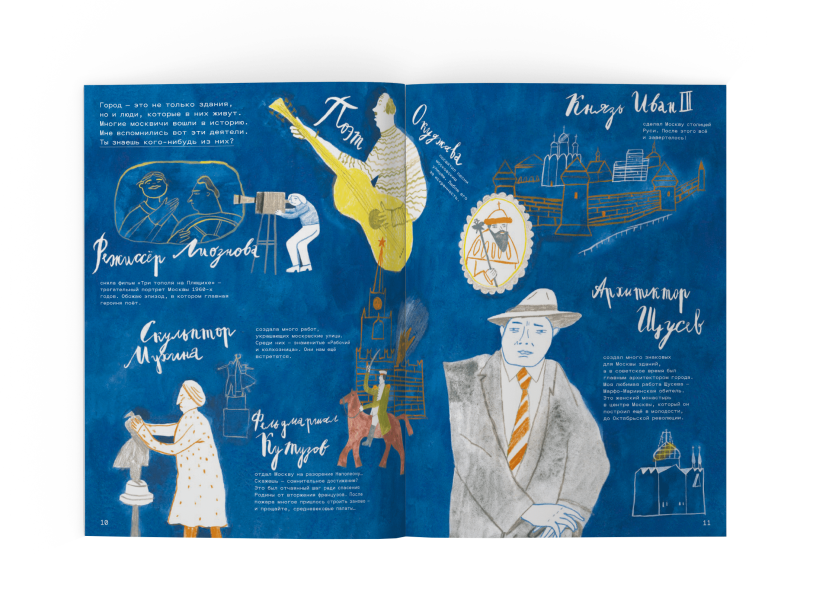 Город — это не только здания,
но и люди, которые в них живут.
Многие москвичи вошли в историю.
Мне вспомнились вот эти деятели.
Ты знаешь кого-нибудь из них?
Поэт
Окуджава
Режиссёр Лиознова
сняла фильм «Три тополя на Плющихе» —
трогательный портрет Москвы 1960-х
годов. Обожаю эпизод, в котором главная
героиня поёт.
Скульптор
Мухина
создала много работ,
украшающих московские улицы.
Среди них — знаменитые «Рабочий
и колхозница». Они нам ещё
встретятся.
Фельдмаршал
Кутузов
отдал Москву на разорение Наполеону…
Скажешь — сомнительное достижение?
Это был отчаянный шаг ради спасения
Родины от вторжения французов. После
пожара многое пришлось строить заново —
и прощайте, средневековые палаты…
10
Князь Иван III
сделал Москву столицей
Руси. После этого всё
и завертелось!
Архитектор
Щусев
создал много знаковых
для Москвы зданий,
а в советское время был
главным архитектором города.
Моя любимая работа Щусева —
Марфо-Мариинская обитель.
Это женский монастырь
в центре Москвы, который он
построил ещё в молодости,
до Октябрьской революции.
11